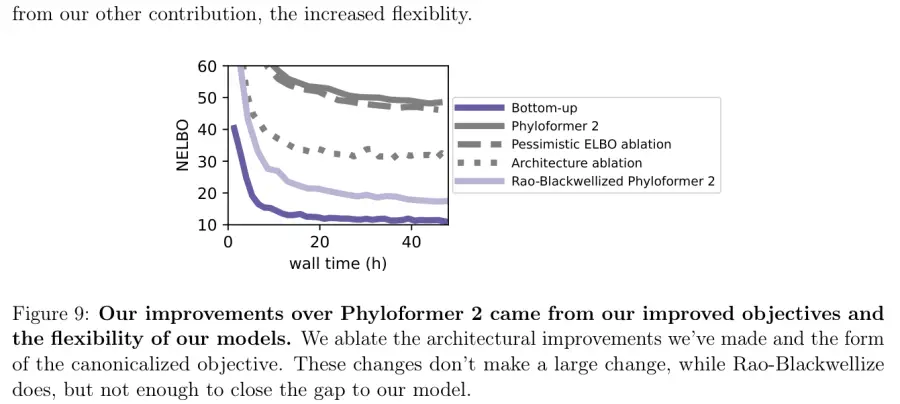 from our other contribution, the increased flexiblity.
60
50
40
30
20
10
NELBO
0 20 40
wall time (h)
Bottom-up
Phyloformer 2
Pessimistic ELBO ablation
Architecture ablation
Rao-Blackwellized Phyloformer 2
Figure 9: Our improvements over Phyloformer 2 came from our improved objectives and
the flexibility of our models. We ablate the architectural improvements we've made and the form
of the canonicalized objective. These changes don't make a large change, while Rao-Blackwellize
does, but not enough to close the gap to our model.